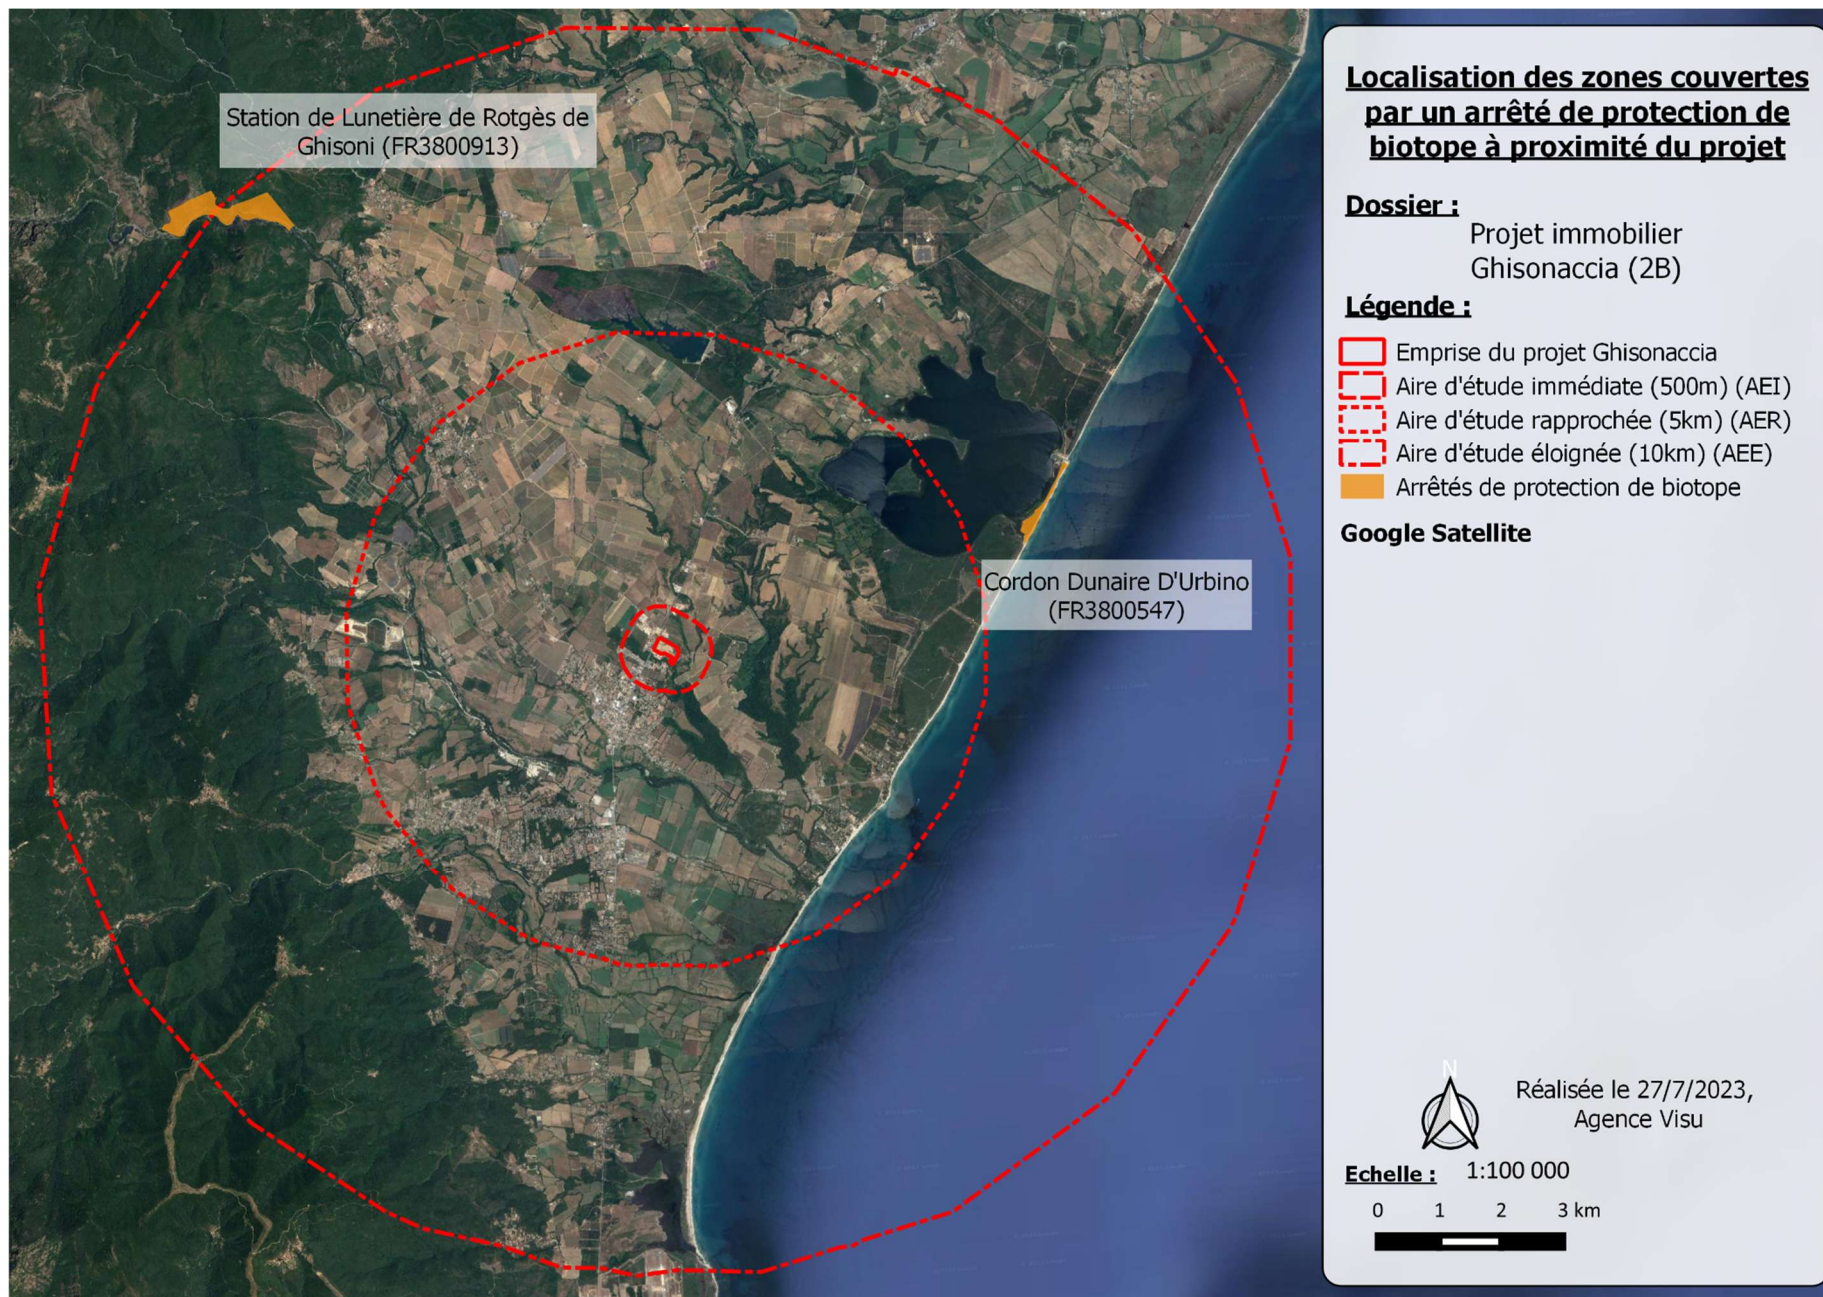 Station de Lunetière de Rotgès de
Ghisoni (FR3800913)
Cordon Dunaire D'Urbino
(FR3800547)
Localisation des zones couvertes
par un arrêté de protection de
biotope à proximité du projet
Dossier :
Projet immobilier
Ghisonaccia (2B)
Légende :
Emprise du projet Ghisonaccia
Aire d'étude immédiate (500m) (AEI)
Aire d'étude rapprochée (5km) (AER)
Aire d'étude éloignée (10km) (AEE)
Arrêtés de protection de biotope
Google Satellite
N
Réalisée le 27/7/2023,
Agence Visu
Echelle : 1:100 000
0 1 2 3 km